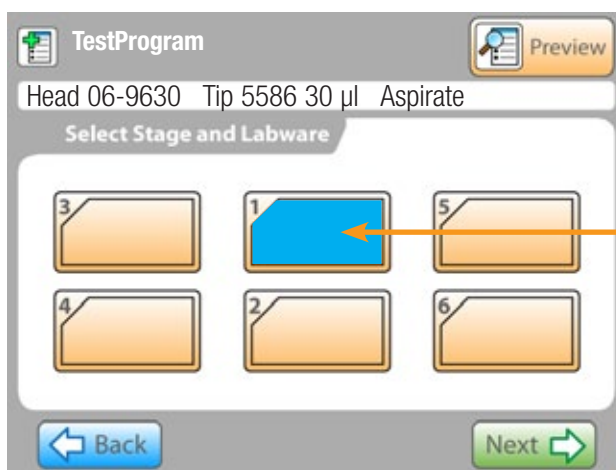 TestProgram
Preview
Head 06-9630 Tip 5586 30 µl Aspirate
Select Stage and Labware
3 1 5
4 2 6
Back
Next